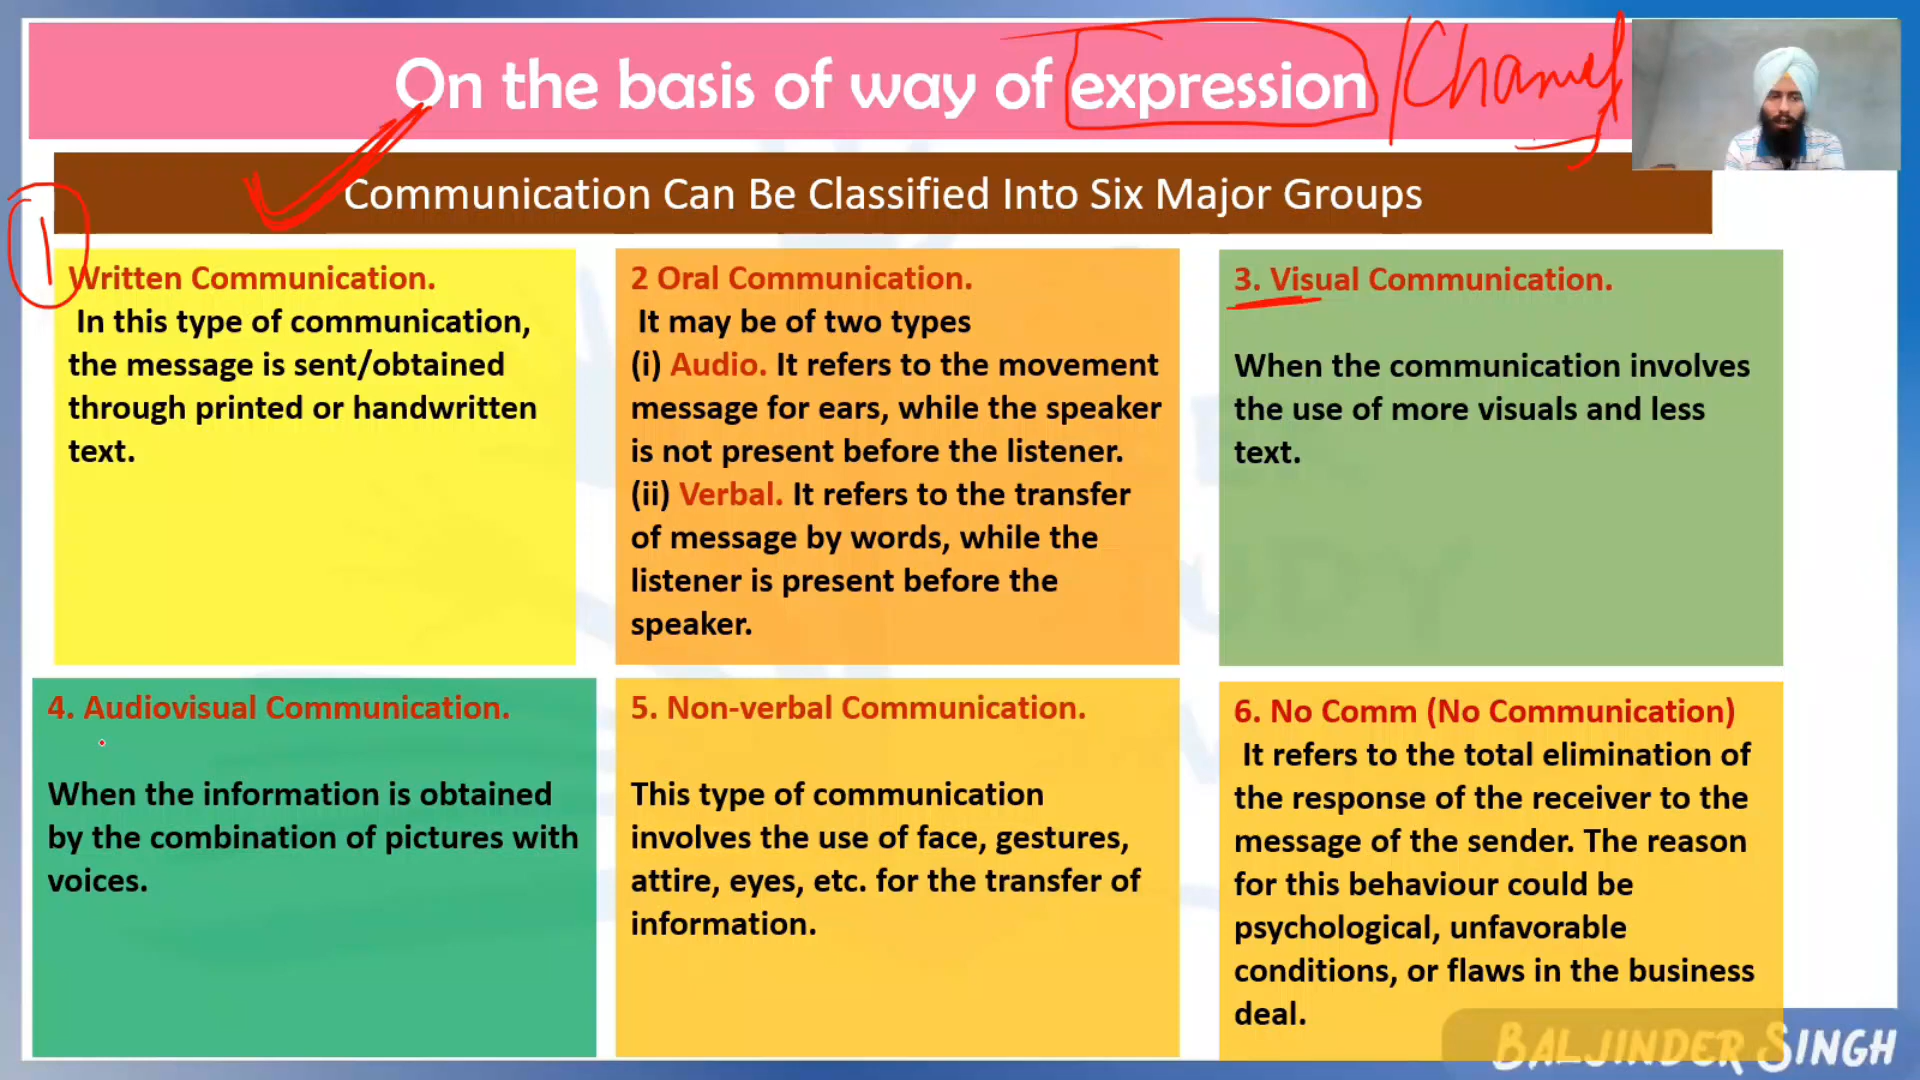 On the basis of way of expression / Channel
Communication Can Be Classified Into Six Major Groups
1
Written Communication.
In this type of communication,
the message is sent/obtained
through printed or handwritten
text.
2 Oral Communication.
It may be of two types
(i) Audio. It refers to the movement
message for ears, while the speaker
is not present before the listener.
(ii) Verbal. It refers to the transfer
of message by words, while the
listener is present before the
speaker.
3. Visual Communication.
When the communication involves
the use of more visuals and less
text.
4. Audiovisual Communication.
When the information is obtained
by the combination of pictures with
voices.
5. Non-verbal Communication.
This type of communication
involves the use of face, gestures,
attire, eyes, etc. for the transfer of
information.
6. No Comm (No Communication)
It refers to the total elimination of
the response of the receiver to the
message of the sender. The reason
for this behaviour could be
psychological, unfavorable
conditions, or flaws in the business
deal.
BALJINDER SINGH